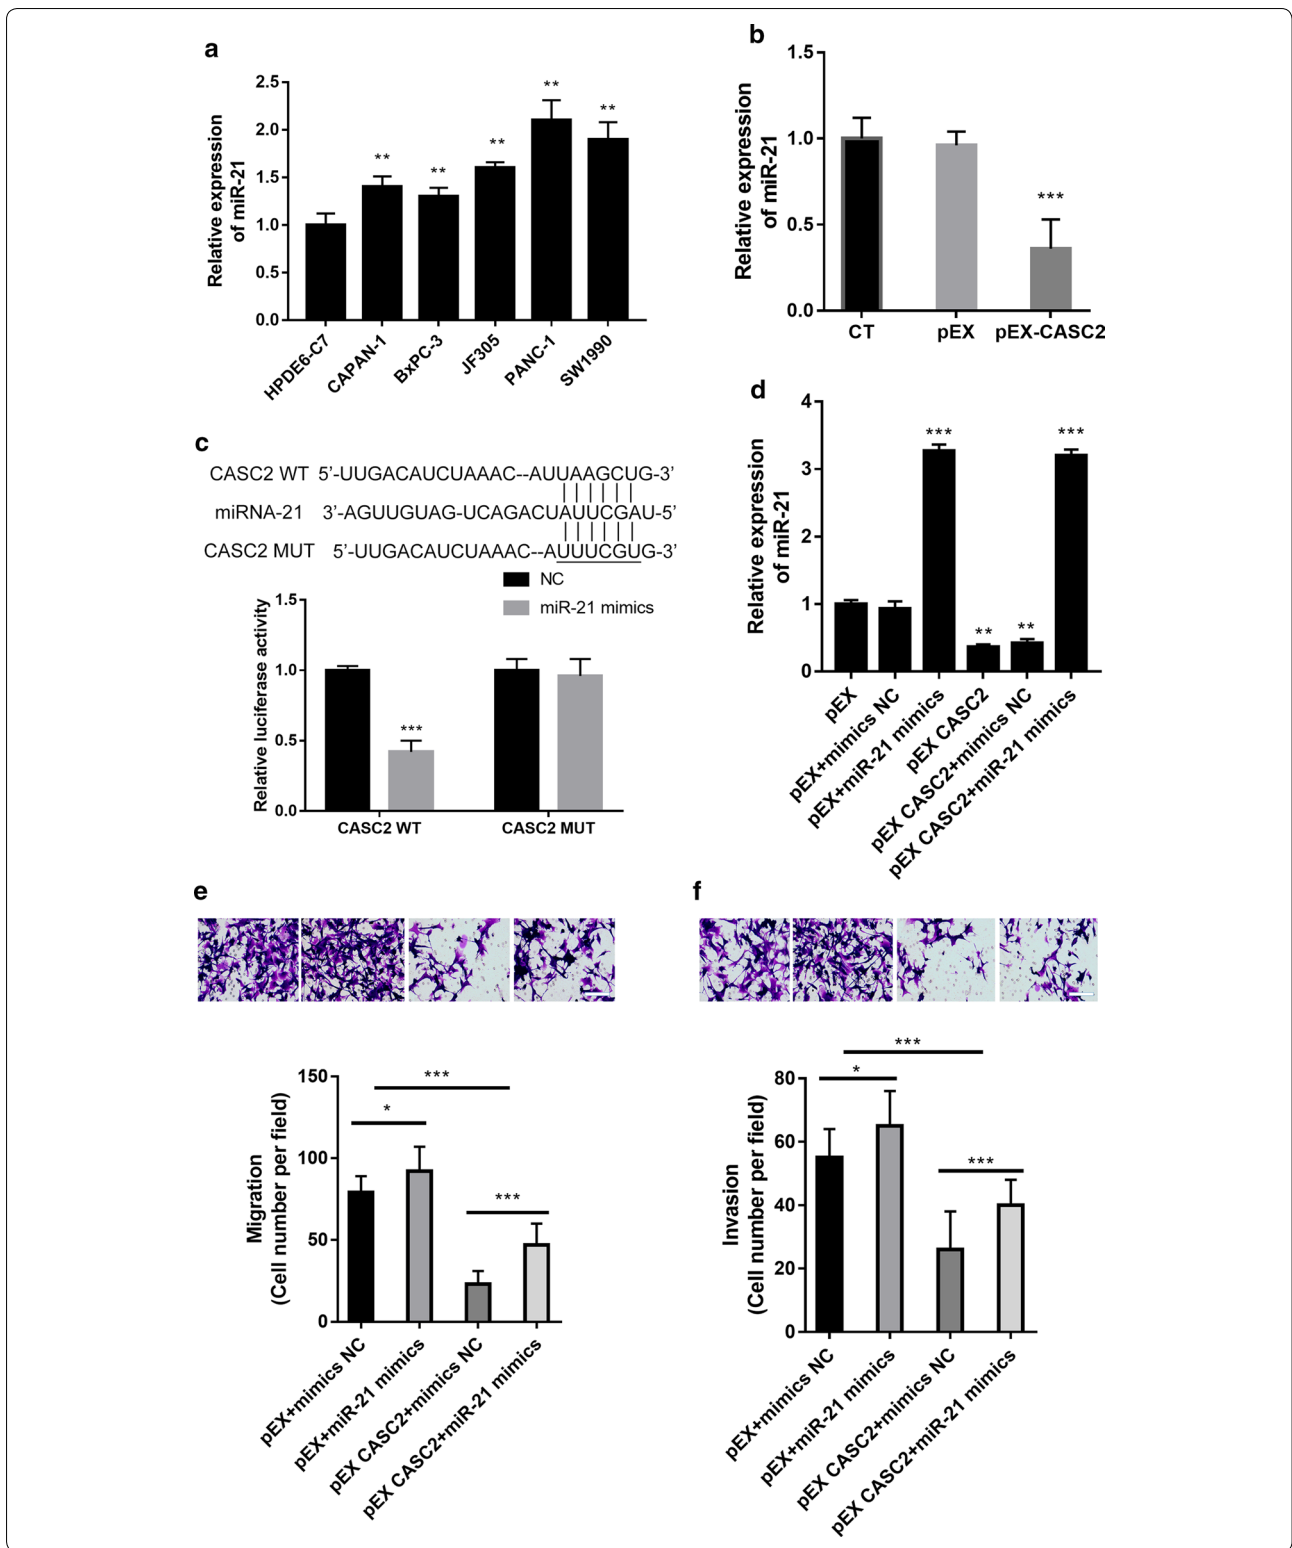 a
Relative expression
of miR-21
2.5
2.0
1.5
1.0
0.5
0.0
**
**
**
**
**
HPDE6-C7
CAPAN-1
BxPC-3
JF305
PANC-1
SW1990
b
Relative expression
of miR-21
1.5
1.0
0.5
0.0
***
CT
pEX
pEX-CASC2
c
CASC2 WT 5’-UUGACAUCUAAAC--AUUAAGCUG-3’
miRNA-21 3’-AGUUGUAG-UCAGACUAUUCGAU-5’
CASC2 MUT 5’-UUGACAUCUAAAC--AUUUCGUG-3’
NC
miR-21 mimics
Relative luciferase activity
1.5
1.0
0.5
0.0
***
CASC2 WT
CASC2 MUT
d
Relative expression
of miR-21
4
3
2
1
0
***
**
**
***
pEX
pEX+mimics NC
pEX+miR-21 mimics
pEX CASC2
pEX CASC2+mimics NC
pEX CASC2+miR-21 mimics
e
Migration
(Cell number per field)
150
100
50
0
***
*
***
pEX+mimics NC
pEX+miR-21 mimics
pEX CASC2+mimics NC
pEX CASC2+miR-21 mimics
f
Invasion
(Cell number per field)
80
60
40
20
0
***
*
***
pEX+mimics NC
pEX+miR-21 mimics
pEX CASC2+mimics NC
pEX CASC2+miR-21 mimics